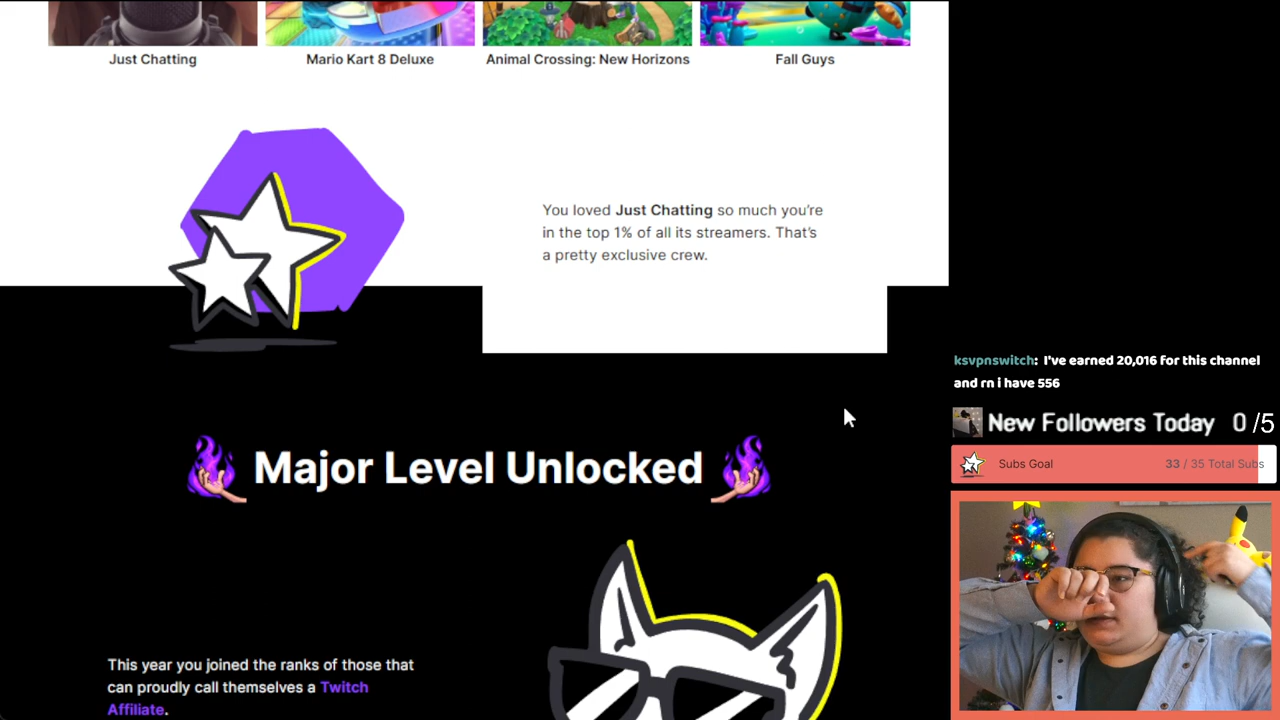 Just Chatting
Mario Kart 8 Deluxe
Animal Crossing: New Horizons
Fall Guys
You loved Just Chatting so much you're
in the top 1% of all its streamers. That's
a pretty exclusive crew.
ksvpnswitch: I've earned 20,016 for this channel
and rn i have 556
New Followers Today 0 /5
Subs Goal 33 / 35 Total Subs
Major Level Unlocked
This year you joined the ranks of those that
can proudly call themselves a Twitch
Affiliate.